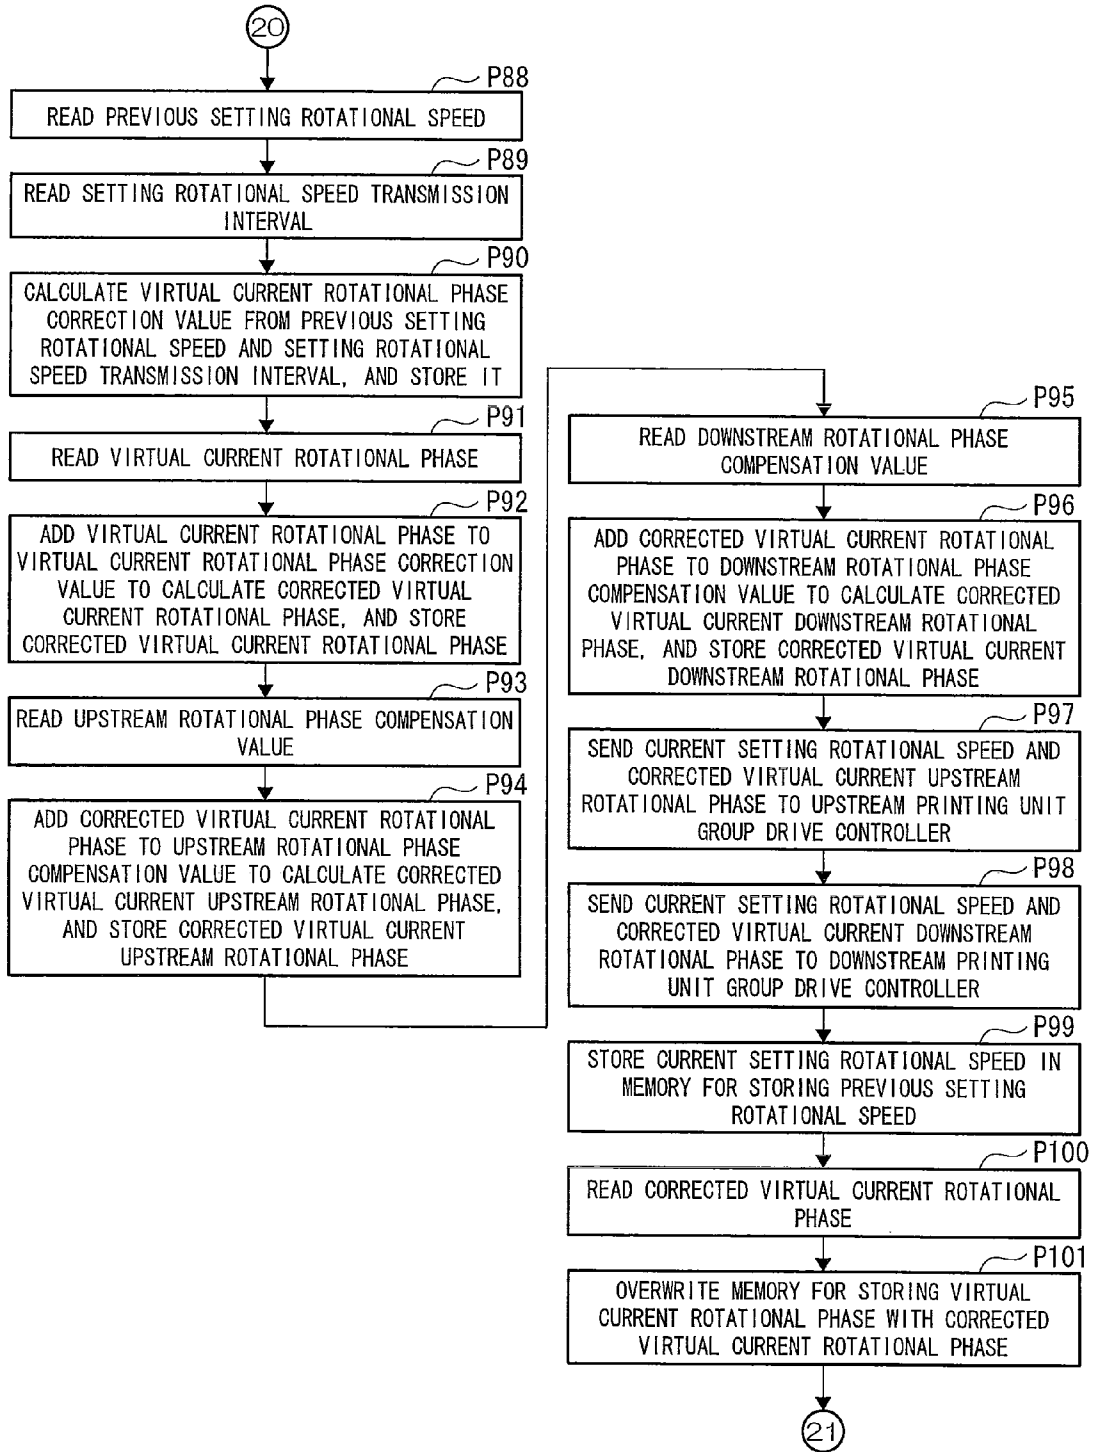 20
P88
READ PREVIOUS SETTING ROTATIONAL SPEED
P89
READ SETTING ROTATIONAL SPEED TRANSMISSION
INTERVAL
P90
CALCULATE VIRTUAL CURRENT ROTATIONAL PHASE
CORRECTION VALUE FROM PREVIOUS SETTING
ROTATIONAL SPEED AND SETTING ROTATIONAL
SPEED TRANSMISSION INTERVAL, AND STORE IT
P91
READ VIRTUAL CURRENT ROTATIONAL PHASE
P92
ADD VIRTUAL CURRENT ROTATIONAL PHASE TO
VIRTUAL CURRENT ROTATIONAL PHASE CORRECTION
VALUE TO CALCULATE CORRECTED VIRTUAL
CURRENT ROTATIONAL PHASE, AND STORE
CORRECTED VIRTUAL CURRENT ROTATIONAL PHASE
P93
READ UPSTREAM ROTATIONAL PHASE COMPENSATION
VALUE
P94
ADD CORRECTED VIRTUAL CURRENT ROTATIONAL
PHASE TO UPSTREAM ROTATIONAL PHASE
COMPENSATION VALUE TO CALCULATE CORRECTED
VIRTUAL CURRENT UPSTREAM ROTATIONAL PHASE,
AND STORE CORRECTED VIRTUAL CURRENT
UPSTREAM ROTATIONAL PHASE
P95
READ DOWNSTREAM ROTATIONAL PHASE
COMPENSATION VALUE
P96
ADD CORRECTED VIRTUAL CURRENT ROTATIONAL
PHASE TO DOWNSTREAM ROTATIONAL PHASE
COMPENSATION VALUE TO CALCULATE CORRECTED
VIRTUAL CURRENT DOWNSTREAM ROTATIONAL
PHASE, AND STORE CORRECTED VIRTUAL CURRENT
DOWNSTREAM ROTATIONAL PHASE
P97
SEND CURRENT SETTING ROTATIONAL SPEED AND
CORRECTED VIRTUAL CURRENT UPSTREAM
ROTATIONAL PHASE TO UPSTREAM PRINTING UNIT
GROUP DRIVE CONTROLLER
P98
SEND CURRENT SETTING ROTATIONAL SPEED AND
CORRECTED VIRTUAL CURRENT DOWNSTREAM
ROTATIONAL PHASE TO DOWNSTREAM PRINTING
UNIT GROUP DRIVE CONTROLLER
P99
STORE CURRENT SETTING ROTATIONAL SPEED IN
MEMORY FOR STORING PREVIOUS SETTING
ROTATIONAL SPEED
P100
READ CORRECTED VIRTUAL CURRENT ROTATIONAL
PHASE
P101
OVERWRITE MEMORY FOR STORING VIRTUAL
CURRENT ROTATIONAL PHASE WITH CORRECTED
VIRTUAL CURRENT ROTATIONAL PHASE
21